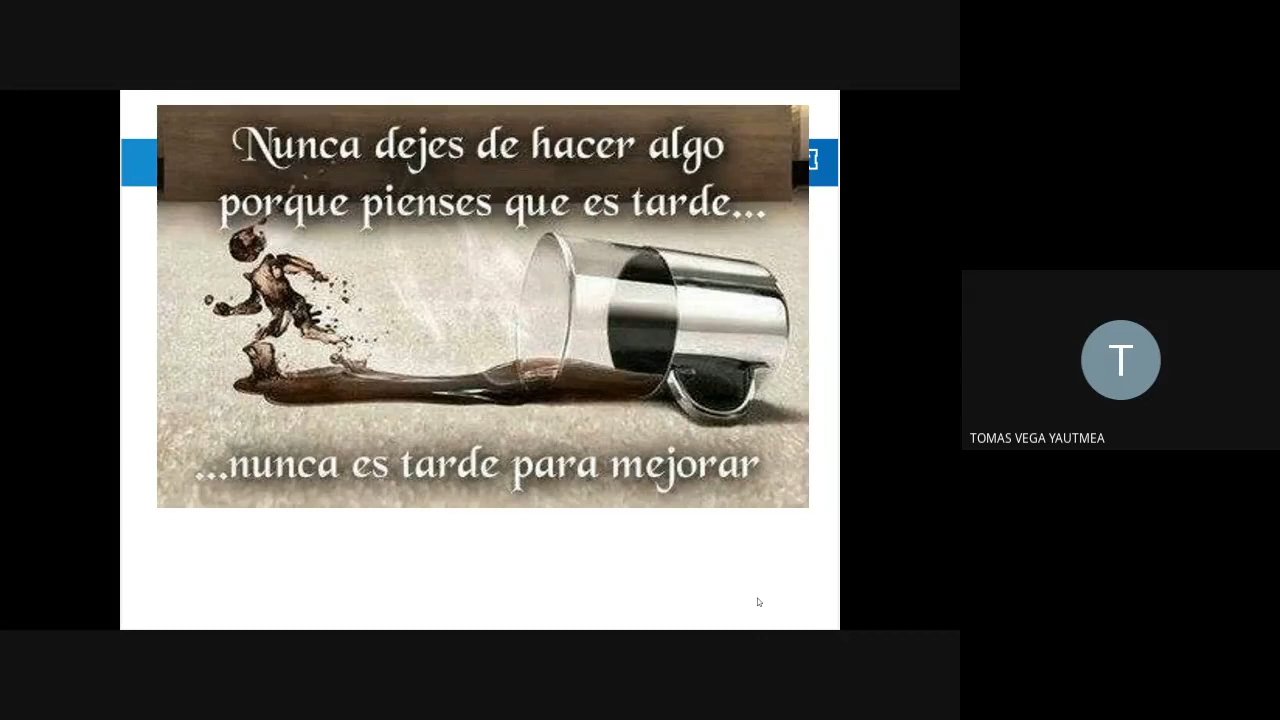 Nunca dejes de hacer algo
porque pienses que es tarde...
...nunca es tarde para mejorar
T
TOMAS VEGA YAUTMEA